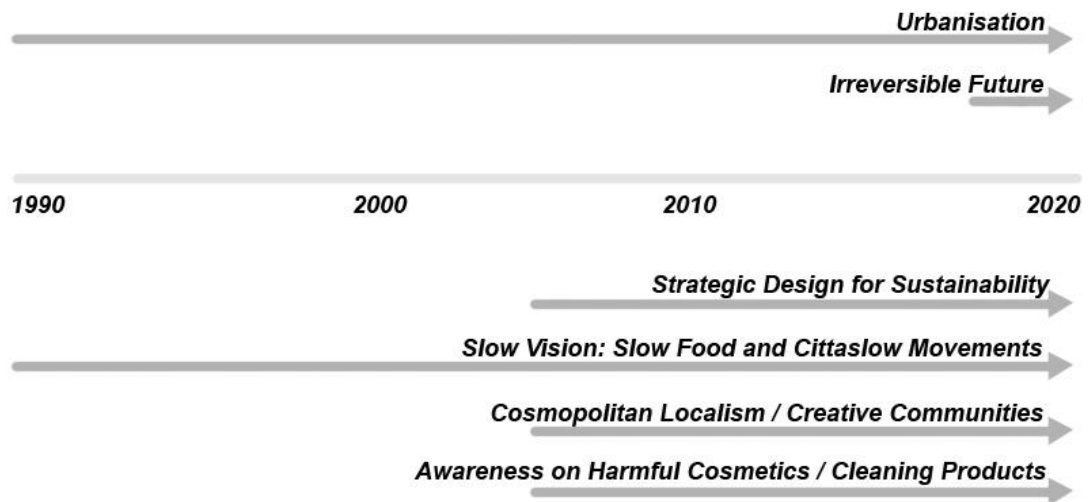 Urbanisation
Irreversible Future
1990 2000 2010 2020
Strategic Design for Sustainability
Slow Vision: Slow Food and Cittaslow Movements
Cosmopolitan Localism / Creative Communities
Awareness on Harmful Cosmetics / Cleaning Products